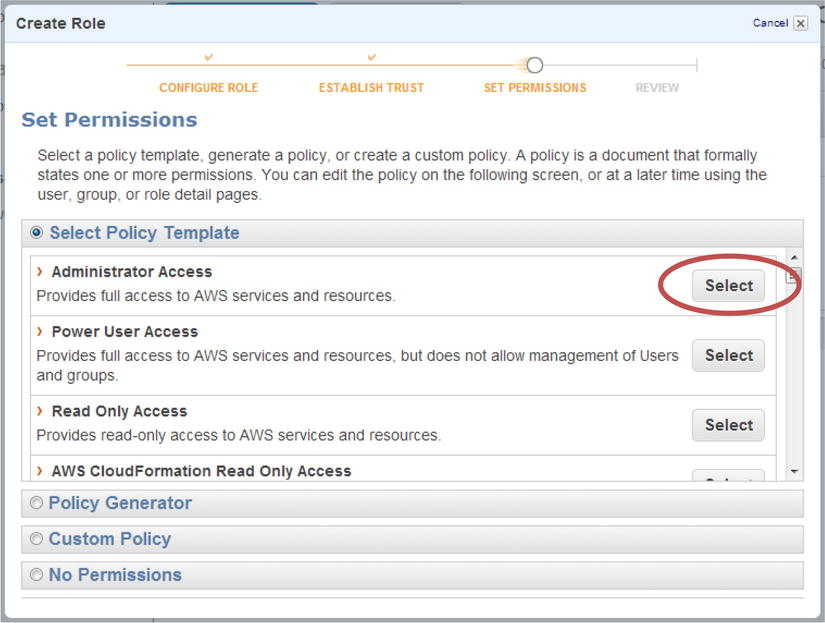 Create Role
Cancel
CONFIGURE ROLE
ESTABLISH TRUST
SET PERMISSIONS
REVIEW
Set Permissions
Select a policy template, generate a policy, or create a custom policy. A policy is a document that formally
states one or more permissions. You can edit the policy on the following screen, or at a later time using the
user, group, or role detail pages.
Select Policy Template
Administrator Access
Provides full access to AWS services and resources.
Select
Power User Access
Provides full access to AWS services and resources, but does not allow management of Users
and groups.
Select
Read Only Access
Provides read-only access to AWS services and resources.
Select
AWS CloudFormation Read Only Access
Policy Generator
Custom Policy
No Permissions